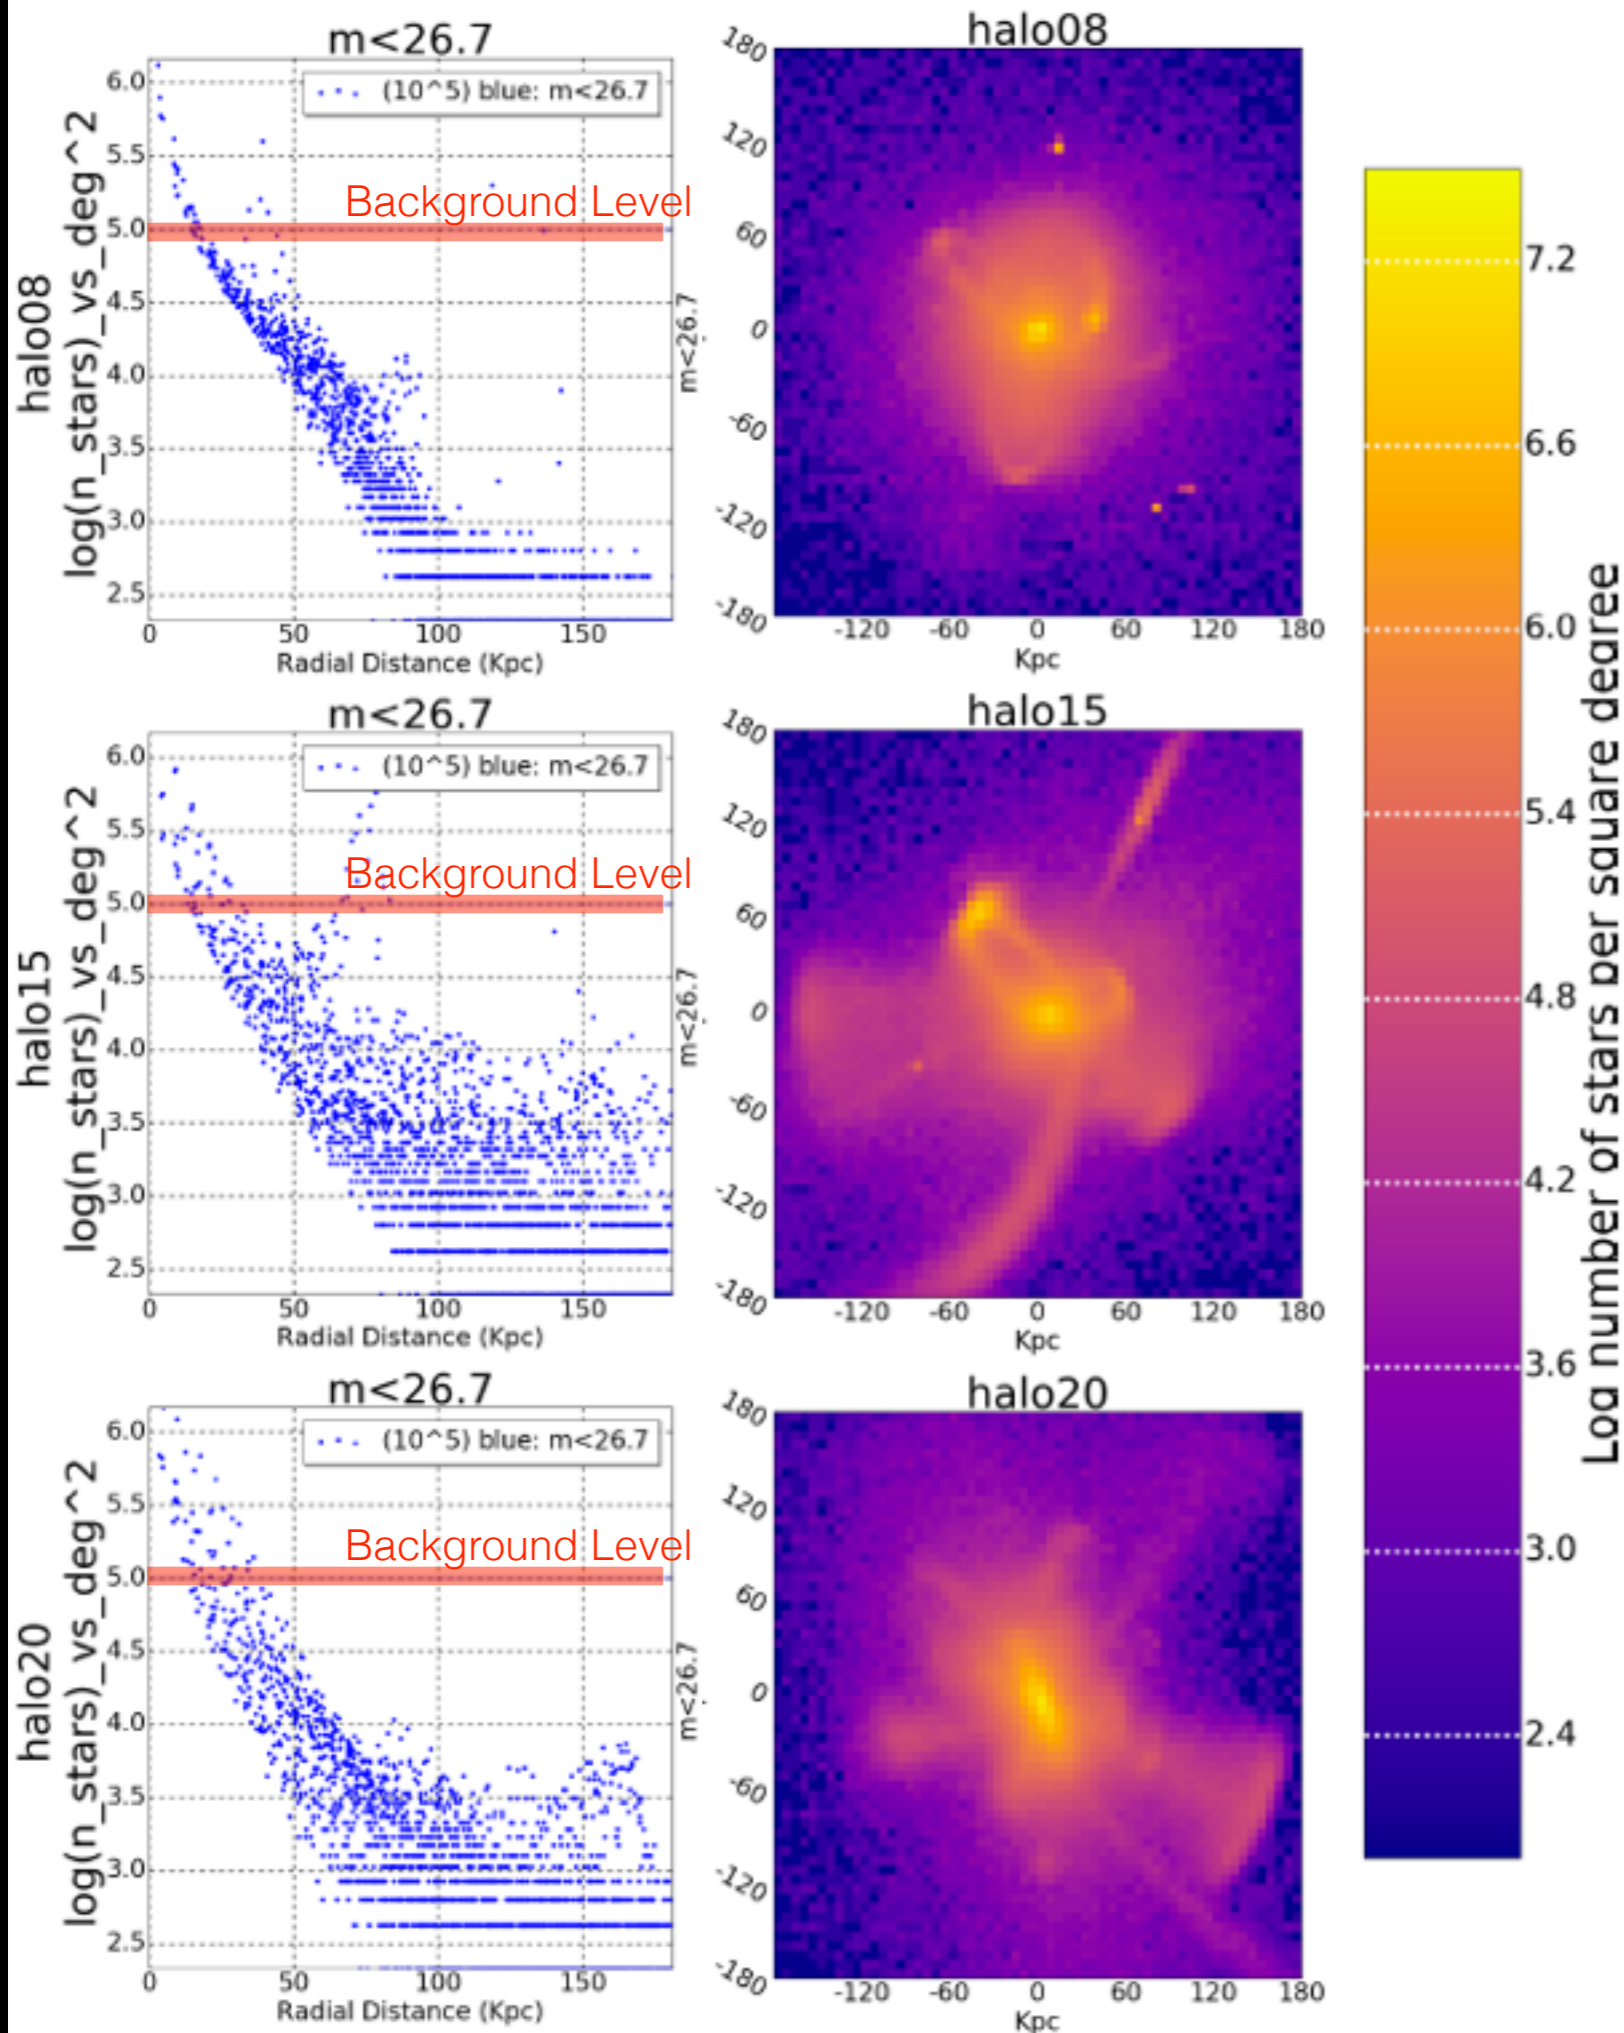 m<26.7
halo08
(10^5) blue: m<26.7
Background Level
halo08
log(n_stars)_vs_deg^2
6.0
5.5
5.0
4.5
4.0
3.5
3.0
2.5
0 50 100 150
Radial Distance (Kpc)
m<26.7
180
120
60
0
-60
-120
-180
-120 -60 0 60 120 180
Kpc
m<26.7
halo15
(10^5) blue: m<26.7
Background Level
halo15
log(n_stars)_vs_deg^2
6.0
5.5
5.0
4.5
4.0
3.5
3.0
2.5
0 50 100 150
Radial Distance (Kpc)
m<26.7
180
120
60
0
-60
-120
-180
-120 -60 0 60 120 180
Kpc
m<26.7
halo20
(10^5) blue: m<26.7
Background Level
halo20
log(n_stars)_vs_deg^2
6.0
5.5
5.0
4.5
4.0
3.5
3.0
2.5
0 50 100 150
Radial Distance (Kpc)
m<26.7
180
120
60
0
-60
-120
-180
-120 -60 0 60 120 180
Kpc
7.2
6.6
6.0
5.4
4.8
4.2
3.6
3.0
2.4
Log number of stars per square degree